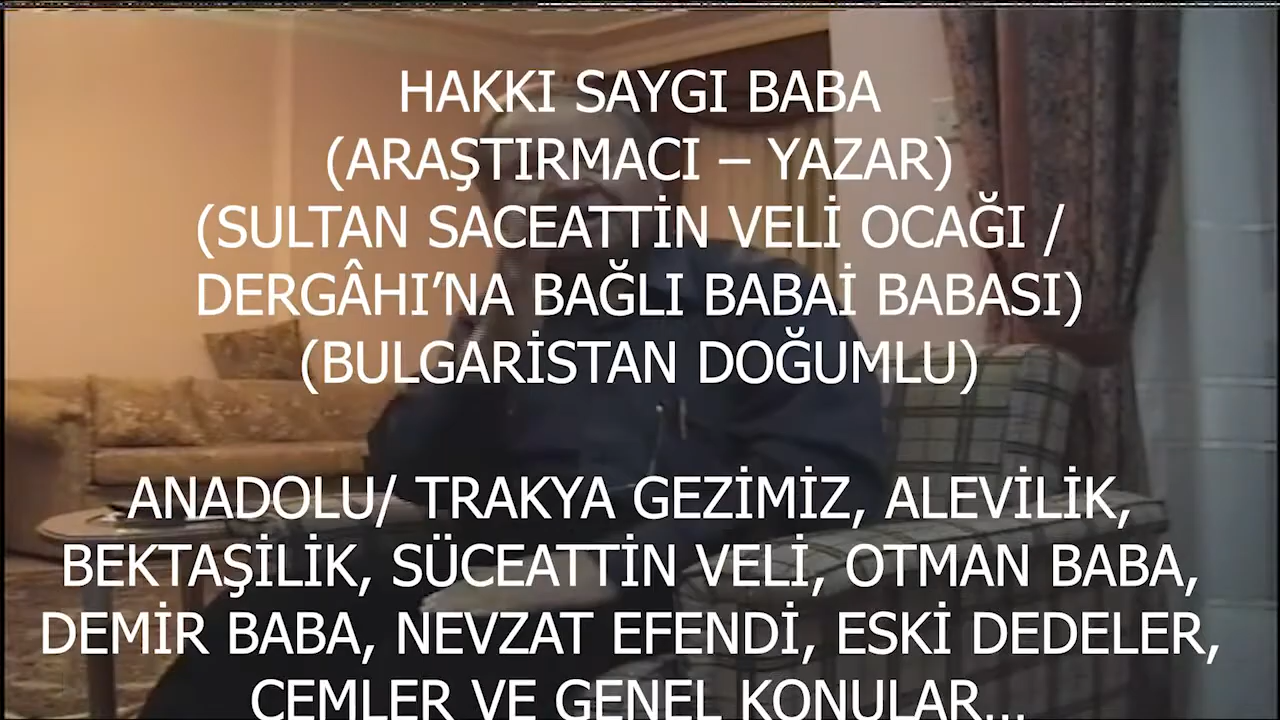 HAKKI SAYGI BABA
(ARAŞTIRMACI – YAZAR)
(SULTAN SACEATTİN VELİ OCAĞI /
DERGÂHI’NA BAĞLI BABAİ BABASI)
(BULGARİSTAN DOĞUMLU)
ANADOLU/ TRAKYA GEZİMİZ, ALEVİLİK,
BEKTAŞİLİK, SÜCEATTİN VELİ, OTMAN BABA,
DEMİR BABA, NEVZAT EFENDİ, ESKİ DEDELER,
CEMLER VE GENEL KONULAR...